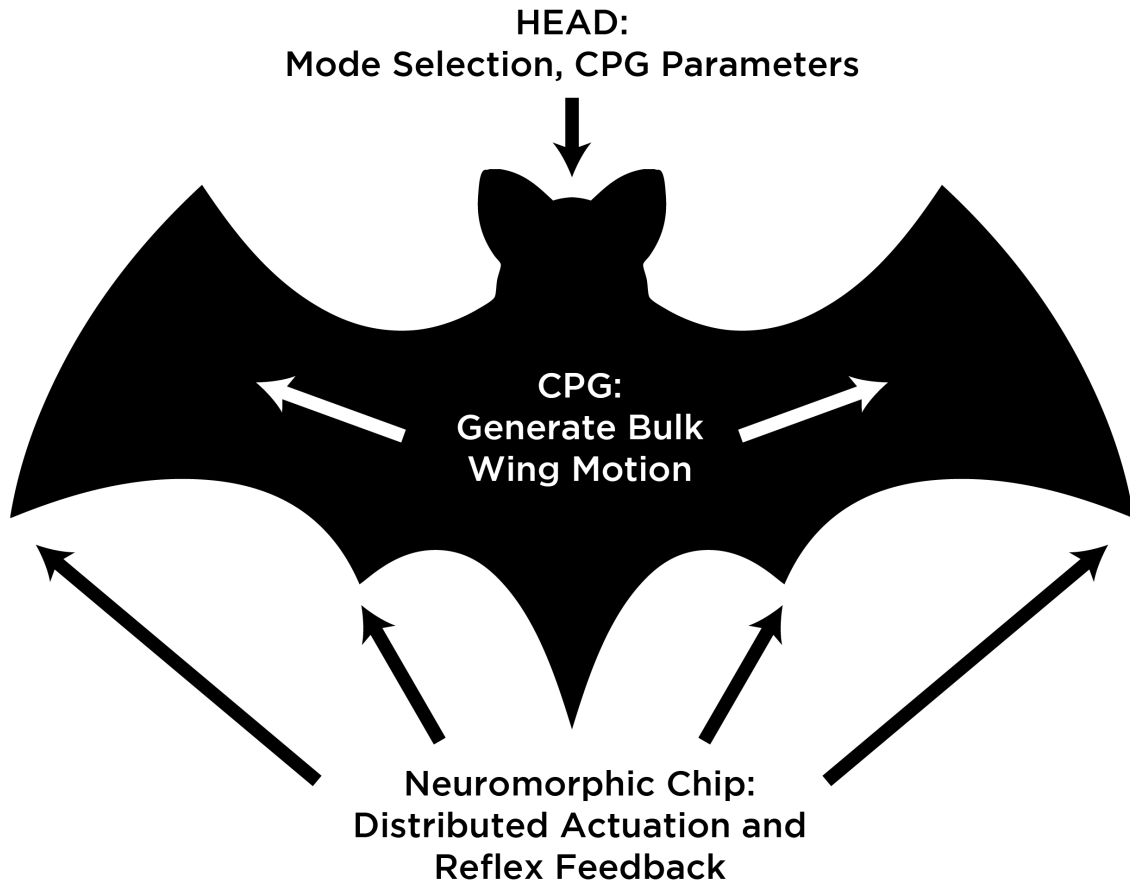 HEAD:
Mode Selection, CPG Parameters
CPG:
Generate Bulk
Wing Motion
Neuromorphic Chip:
Distributed Actuation and
Reflex Feedback